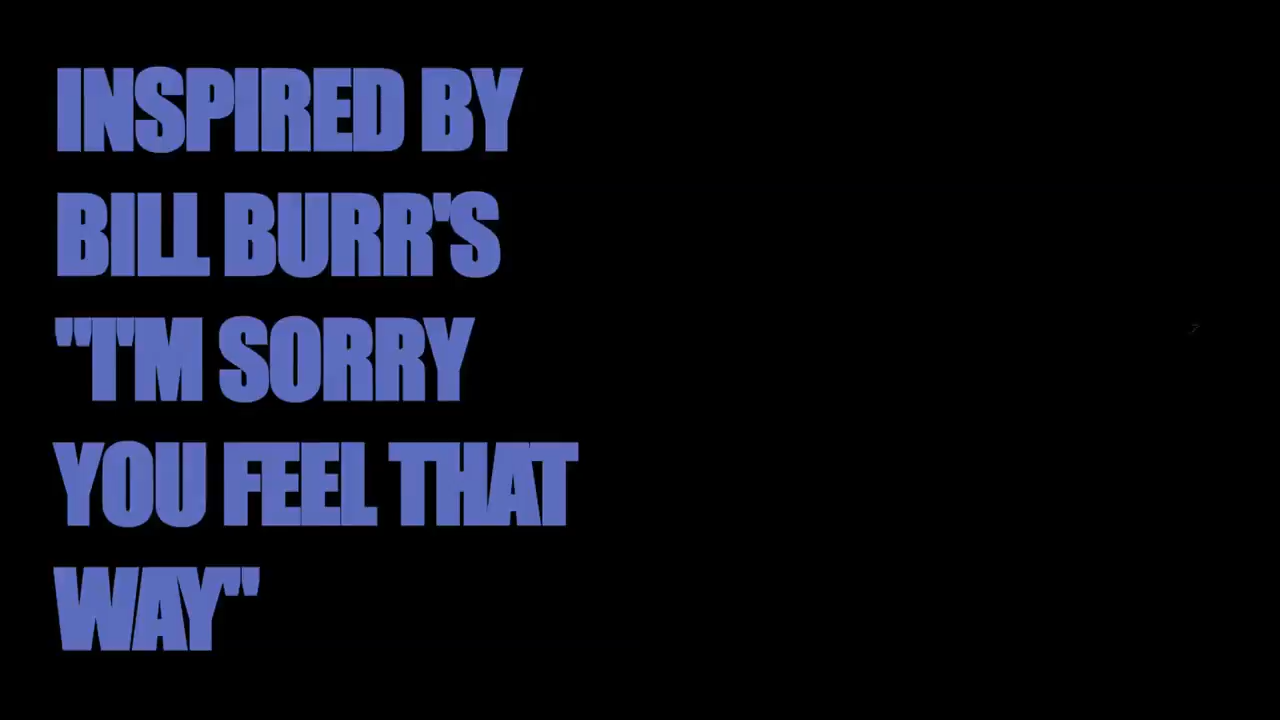 INSPIRED BY
BILL BURR'S
"I'M SORRY
YOU FEEL THAT
WAY"